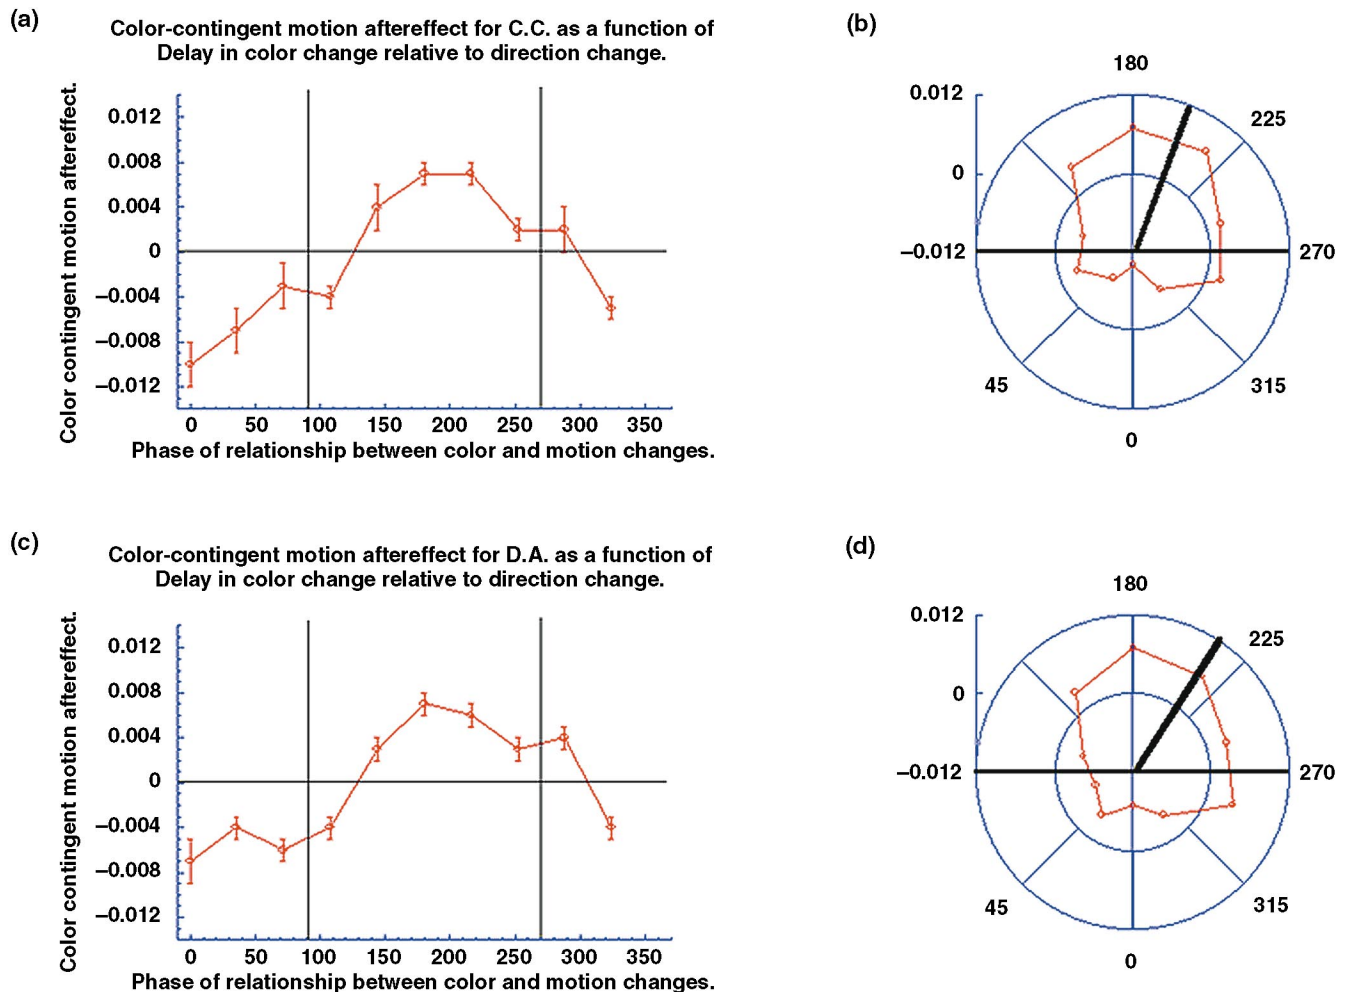 (a)
Color-contingent motion aftereffect for C.C. as a function of
Delay in color change relative to direction change.
Color contingent motion aftereffect.
0.012
0.008
0.004
0
−0.004
−0.008
−0.012
0 50 100 150 200 250 300 350
Phase of relationship between color and motion changes.
(b)
180
0.012
225
0
−0.012
270
45
315
0
(c)
Color-contingent motion aftereffect for D.A. as a function of
Delay in color change relative to direction change.
Color contingent motion aftereffect.
0.012
0.008
0.004
0
−0.004
−0.008
−0.012
0 50 100 150 200 250 300 350
Phase of relationship between color and motion changes.
(d)
180
0.012
225
0
−0.012
270
45
315
0